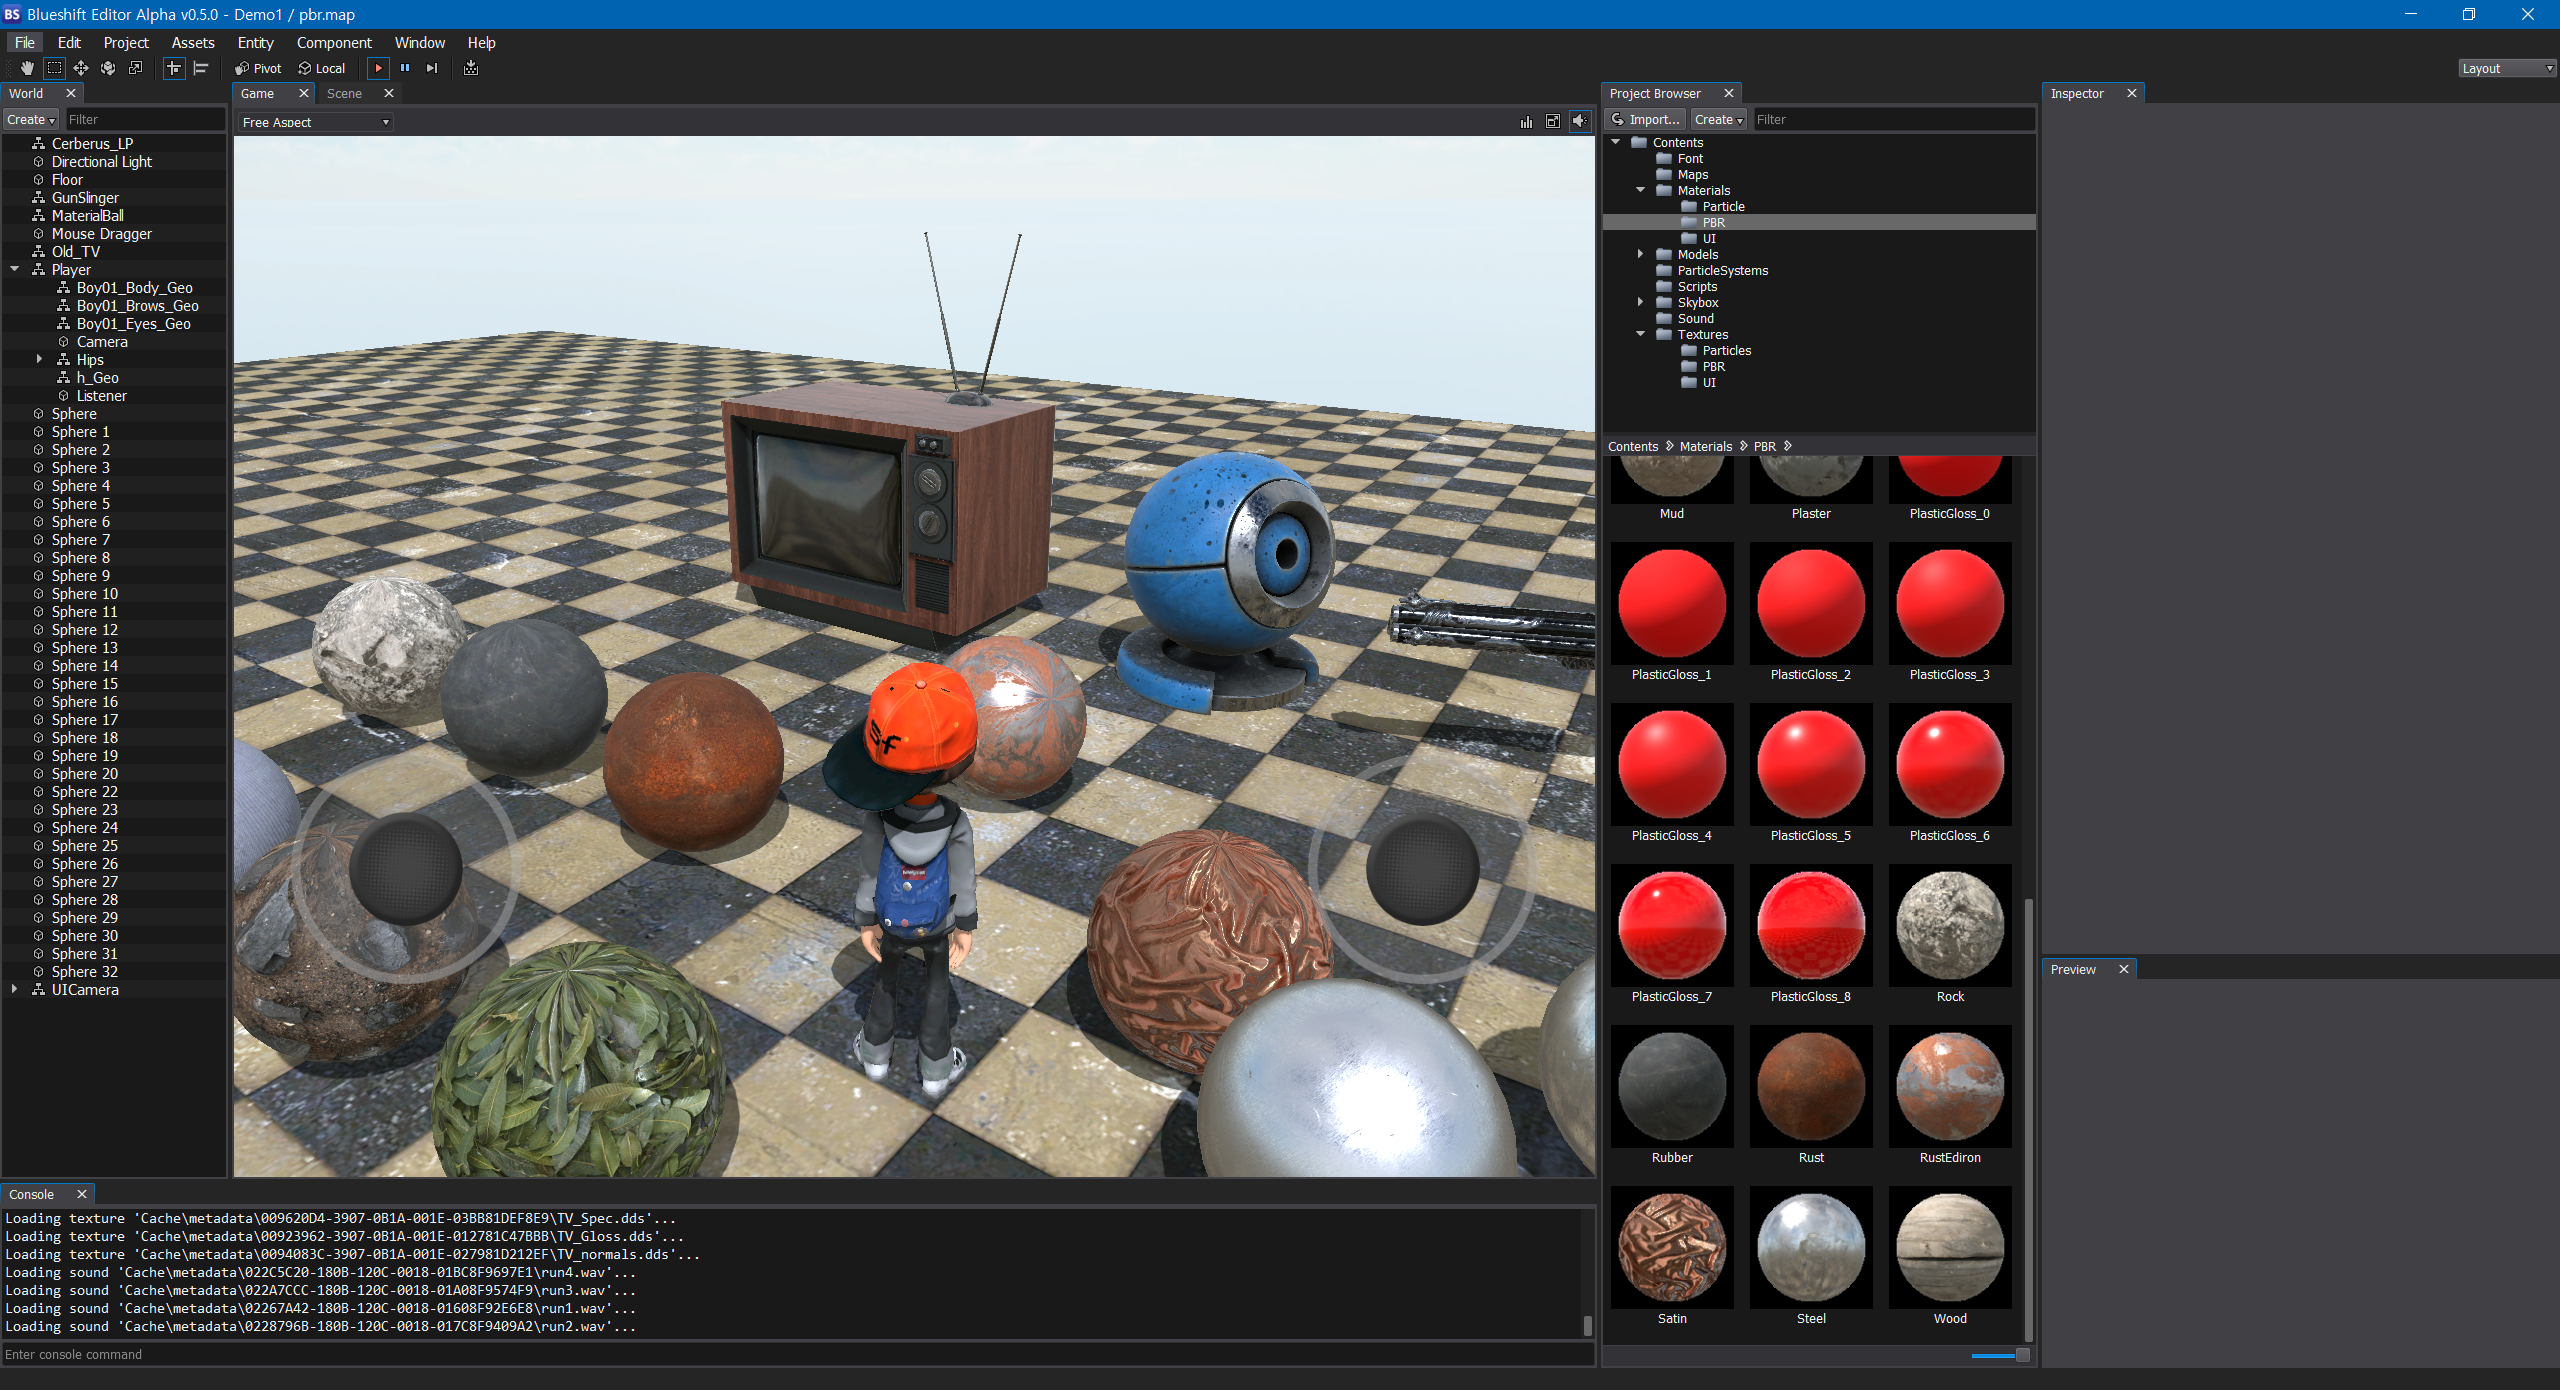 BS Blueshift Editor Alpha v0.5.0 - Demo1 / pbr.map
File Edit Project Assets Entity Component Window Help
Pivot Local
Layout
World
Create Filter
Cerberus_LP
Directional Light
Floor
GunSlinger
MaterialBall
Mouse Dragger
Old_TV
Player
Boy01_Body_Geo
Boy01_Brows_Geo
Boy01_Eyes_Geo
Camera
Hips
h_Geo
Listener
Sphere
Sphere 1
Sphere 2
Sphere 3
Sphere 4
Sphere 5
Sphere 6
Sphere 7
Sphere 8
Sphere 9
Sphere 10
Sphere 11
Sphere 12
Sphere 13
Sphere 14
Sphere 15
Sphere 16
Sphere 17
Sphere 18
Sphere 19
Sphere 20
Sphere 22
Sphere 23
Sphere 24
Sphere 25
Sphere 26
Sphere 27
Sphere 28
Sphere 29
Sphere 30
Sphere 31
Sphere 32
UICamera
Game Scene
Free Aspect
Sf
Project Browser
Import... Create Filter
Contents
Font
Maps
Materials
Particle
PBR
UI
Models
ParticleSystems
Scripts
Skybox
Sound
Textures
Particles
PBR
UI
Contents Materials PBR
Mud Plaster PlasticGloss_0
PlasticGloss_1 PlasticGloss_2 PlasticGloss_3
PlasticGloss_4 PlasticGloss_5 PlasticGloss_6
PlasticGloss_7 PlasticGloss_8 Rock
Rubber Rust RustEdiron
Satin Steel Wood
Inspector
Preview
Console
Loading texture 'Cache\metadata\009620D4-3907-0B1A-001E-03BB81DEF8E9\TV_Spec.dds'...
Loading texture 'Cache\metadata\00923962-3907-0B1A-001E-012781C47BBB\TV_Gloss.dds'...
Loading texture 'Cache\metadata\0094083C-3907-0B1A-001E-027981D212EF\TV_normals.dds'...
Loading sound 'Cache\metadata\022C5C20-180B-120C-0018-01BC8F9697E1\run4.wav'...
Loading sound 'Cache\metadata\022A7CCC-180B-120C-0018-01A08F9574F9\run3.wav'...
Loading sound 'Cache\metadata\02267A42-180B-120C-0018-01608F92E6E8\run1.wav'...
Loading sound 'Cache\metadata\0228796B-180B-120C-0018-017C8F9409A2\run2.wav'...
Enter console command